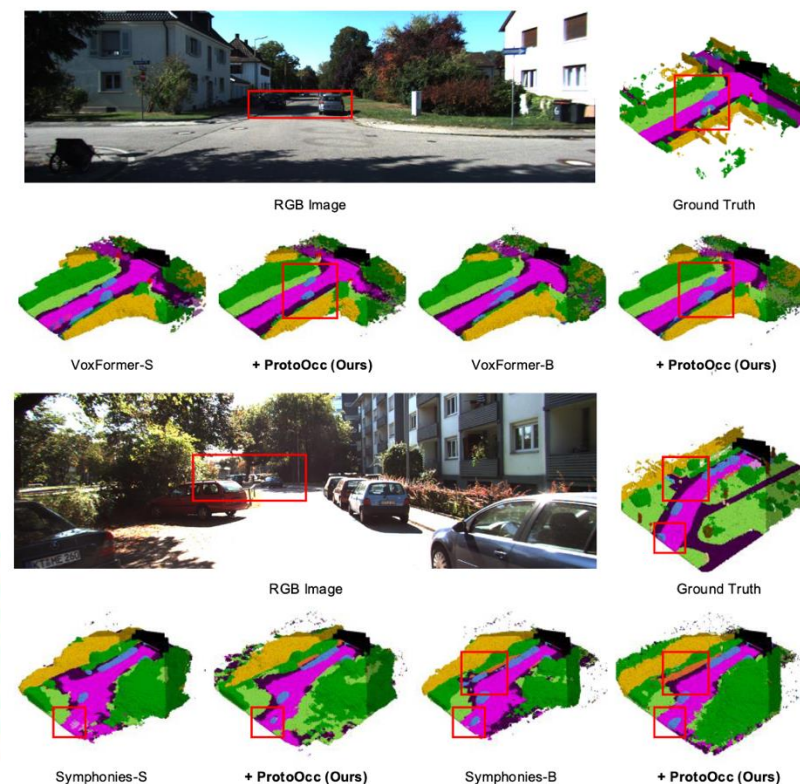 RGB Image
Ground Truth
VoxFormer-S
+ ProtoOcc (Ours)
VoxFormer-B
+ ProtoOcc (Ours)
RGB Image
Ground Truth
Symphonies-S
+ ProtoOcc (Ours)
Symphonies-B
+ ProtoOcc (Ours)